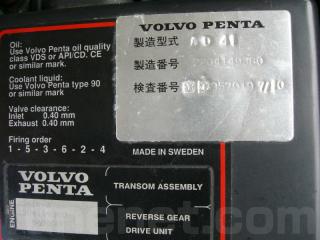 Oil:
Use Volvo Penta oil quality
class VDS or API/CD. CE
or similar mark.
Coolant liquid:
Use Volvo Penta type 90
or similar mark
Valve clearance:
Inlet 0.40 mm
Exhaust 0.40 mm
Firing order
1 - 5 - 3 - 6 - 2 - 4
VOLVO PENTA
製造型式 A D 41
製造番号
検査番号
MADE IN SWEDEN
VOLVO
PENTA
ENGINE
TRANSOM ASSEMBLY
REVERSE GEAR
DRIVE UNIT